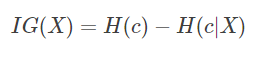 IG(X) = H(c) − H(c|X)